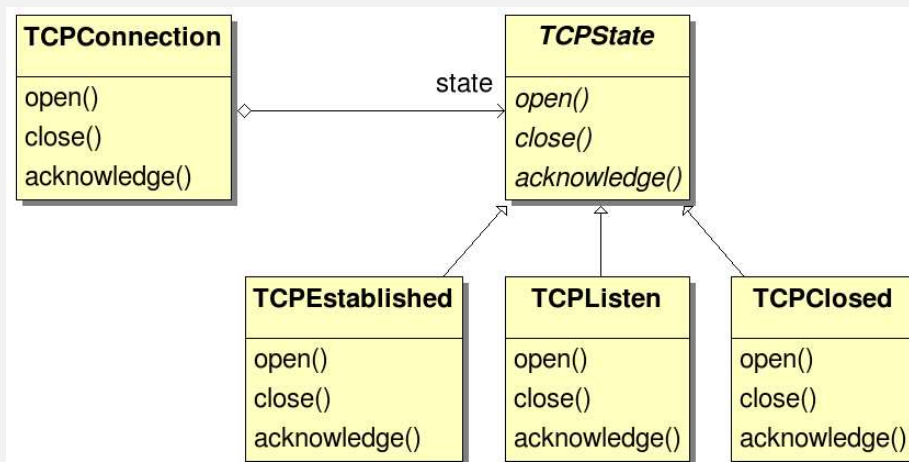 TCPConnection
open()
close()
acknowledge()
state
TCPState
open()
close()
acknowledge()
TCPEstablished
open()
close()
acknowledge()
TCPListen
open()
close()
acknowledge()
TCPClosed
open()
close()
acknowledge()